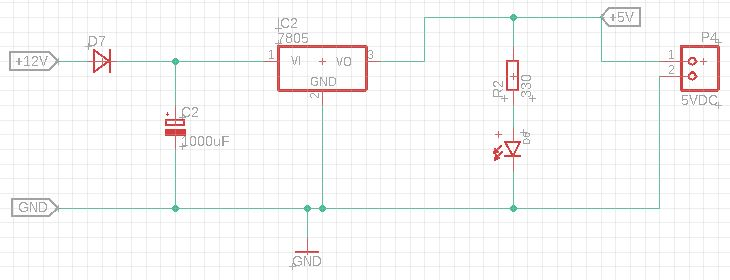 D7
IC2
7805
+5V
P4
+12V
1
VI
VO
3
1
+
GND
2
2
R2
330
5VDC
C2
1000uF
D6
GND
GND